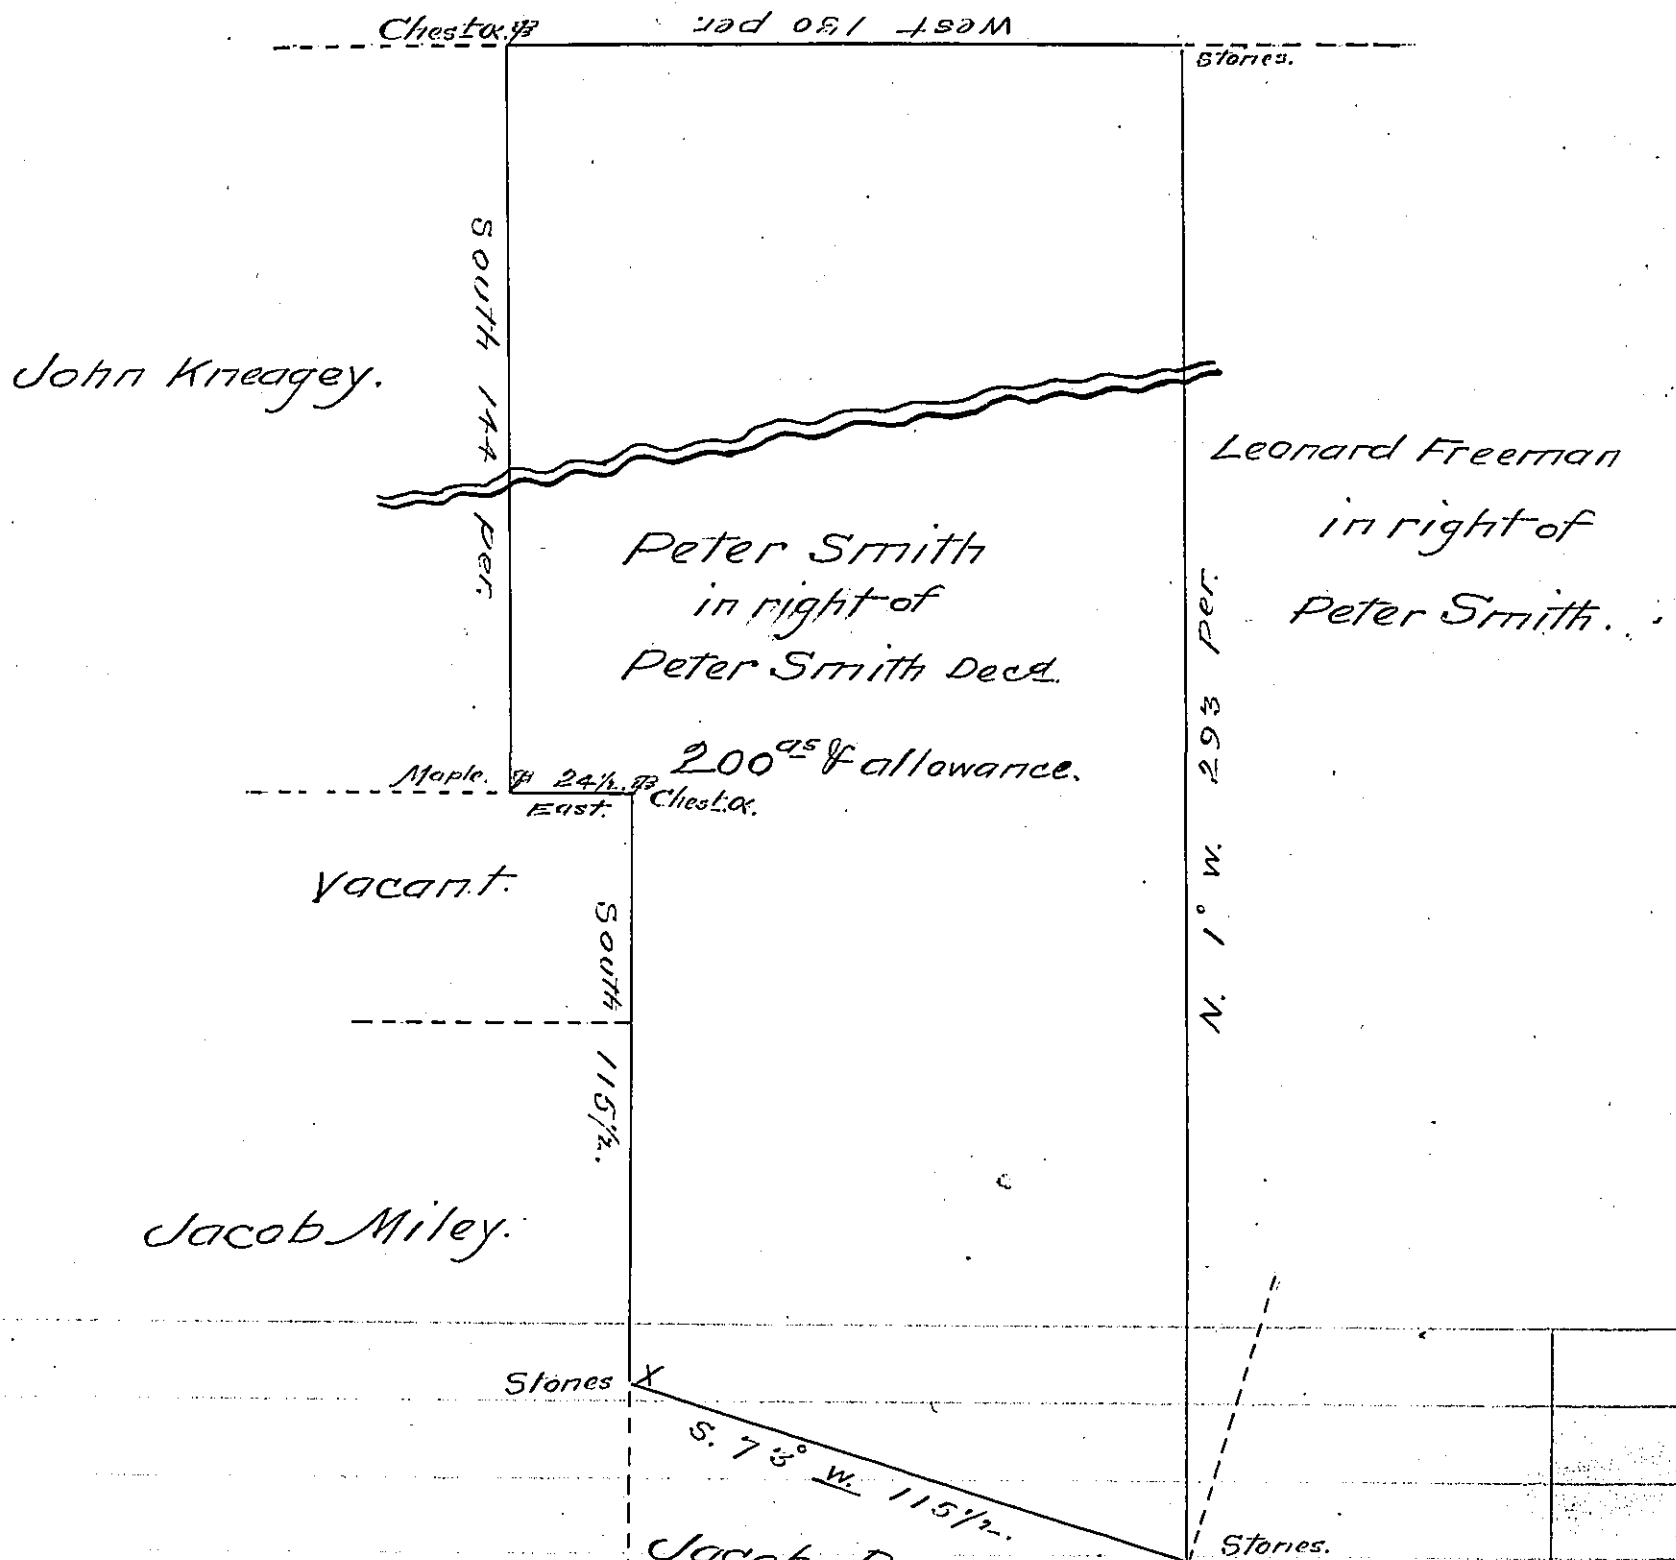 Chest.o.
West 130 per.
Stones.
South 144 per.
John Kneagey.
Leonard Freeman
in right of
Peter Smith.
Peter Smith
in right of
Peter Smith Decd.
200 as & allowance.
N. 1° W. 293 per.
Maple.
24½.
East.
Chest.o.
Vacant.
South 115½.
Jacob Miley.
Stones X
S. 73° W. 115½.
Stones.
Jacob